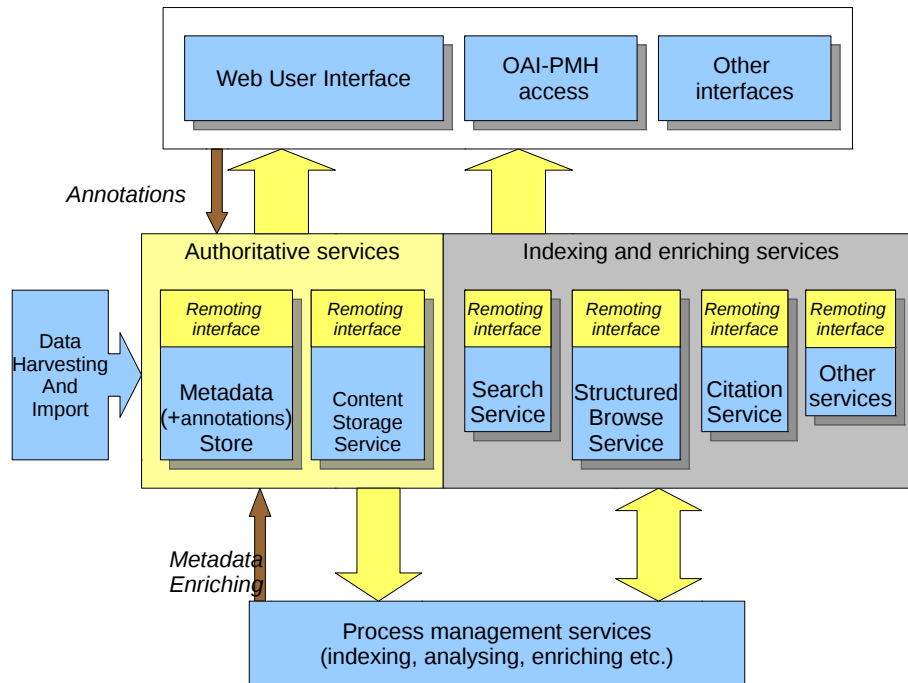 Web User Interface
OAI-PMH
access
Other
interfaces
Annotations
Authoritative services
Indexing and enriching services
Data
Harvesting
And
Import
Remoting
interface
Metadata
(+annotations)
Store
Remoting
interface
Content
Storage
Service
Remoting
interface
Search
Service
Remoting
interface
Structured
Browse
Service
Remoting
interface
Citation
Service
Remoting
interface
Other
services
Metadata
Enriching
Process management services
(indexing, analysing, enriching etc.)